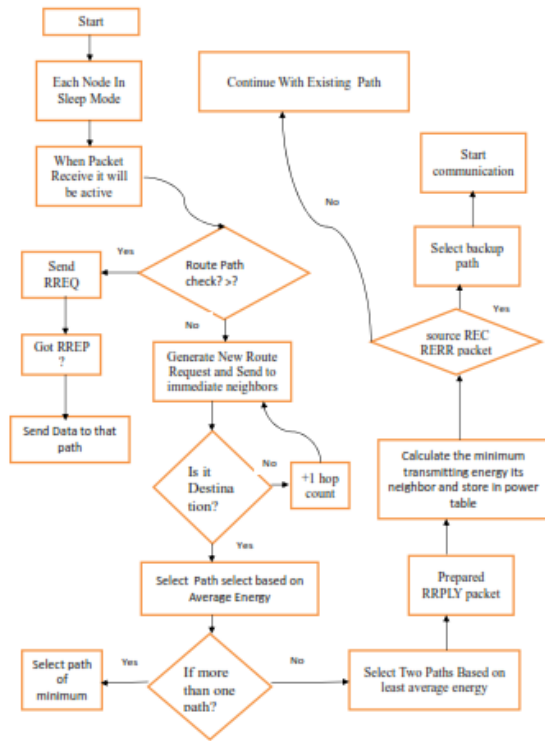 Start
Each Node In
Sleep Mode
When Packet
Receive it will
be active
Route Path
check? >?
Yes
Send
RREQ
Got RREP
?
Send Data to that
path
No
Generate New Route
Request and Send to
immediate neighbors
Is it
Destina
tion?
No
+1 hop
count
Yes
Select Path select based on
Average Energy
If more
than one
path?
Yes
Select path
of
minimum
No
Select Two Paths Based on
least average energy
Prepared
RRPLY packet
Calculate the minimum
transmitting energy its
neighbor and store in power
table
source REC
RERR packet
Yes
Select backup
path
Start
communication
No
Continue With Existing Path